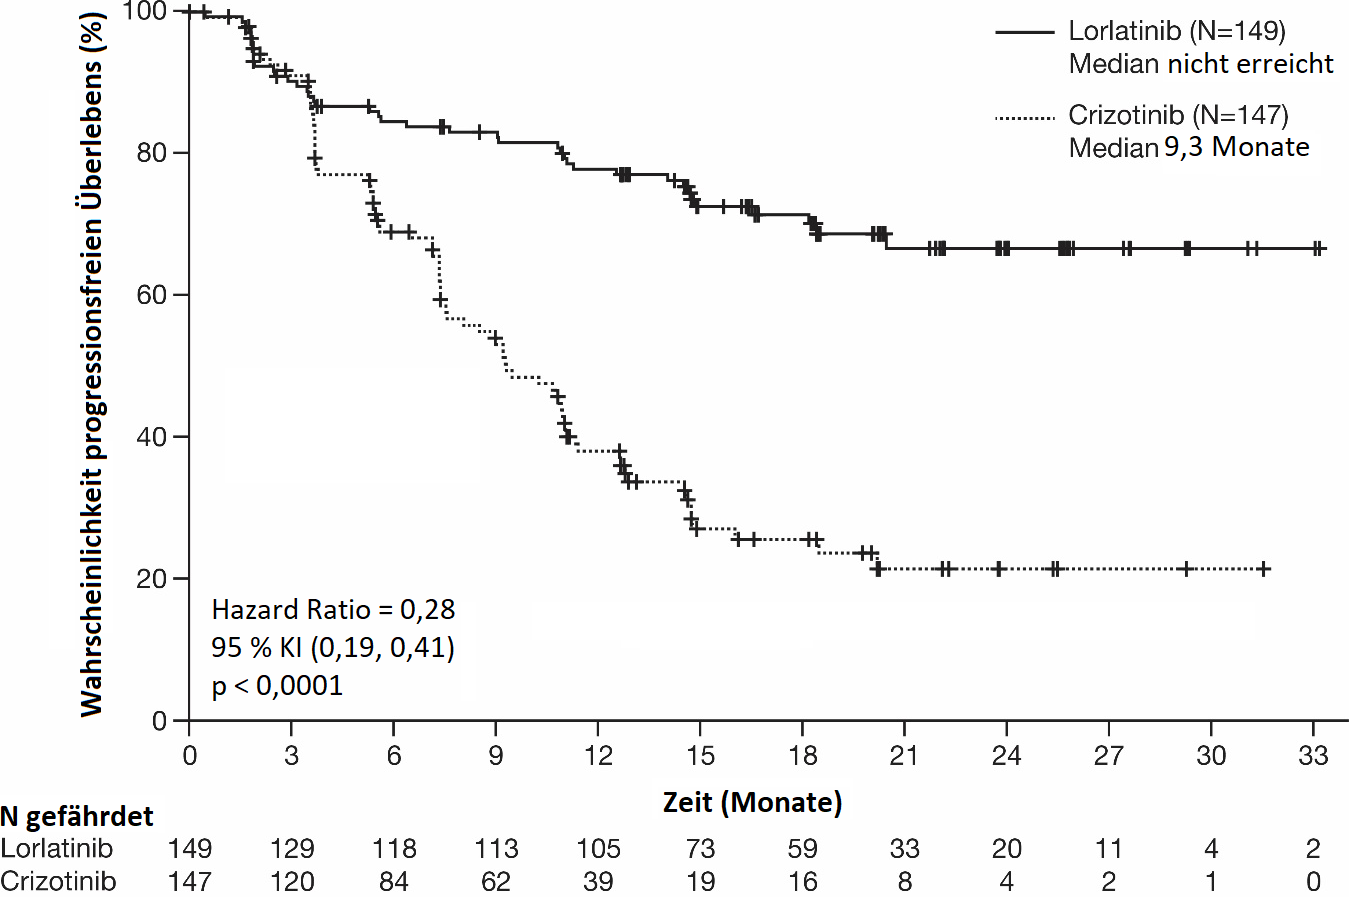 Wahrscheinlichkeit progressionsfreien Überlebens (%)
100
80
60
40
20
0
Lorlatinib (N=149)
Median nicht erreicht
Crizotinib (N=147)
Median 9,3 Monate
Hazard Ratio = 0,28
95 % KI (0,19, 0,41)
p < 0,0001
0 3 6 9 12 15 18 21 24 27 30 33
Zeit (Monate)
N gefährdet
Lorlatinib 149 129 118 113 105 73 59 33 20 11 4 2
Crizotinib 147 120 84 62 39 19 16 8 4 2 1 0